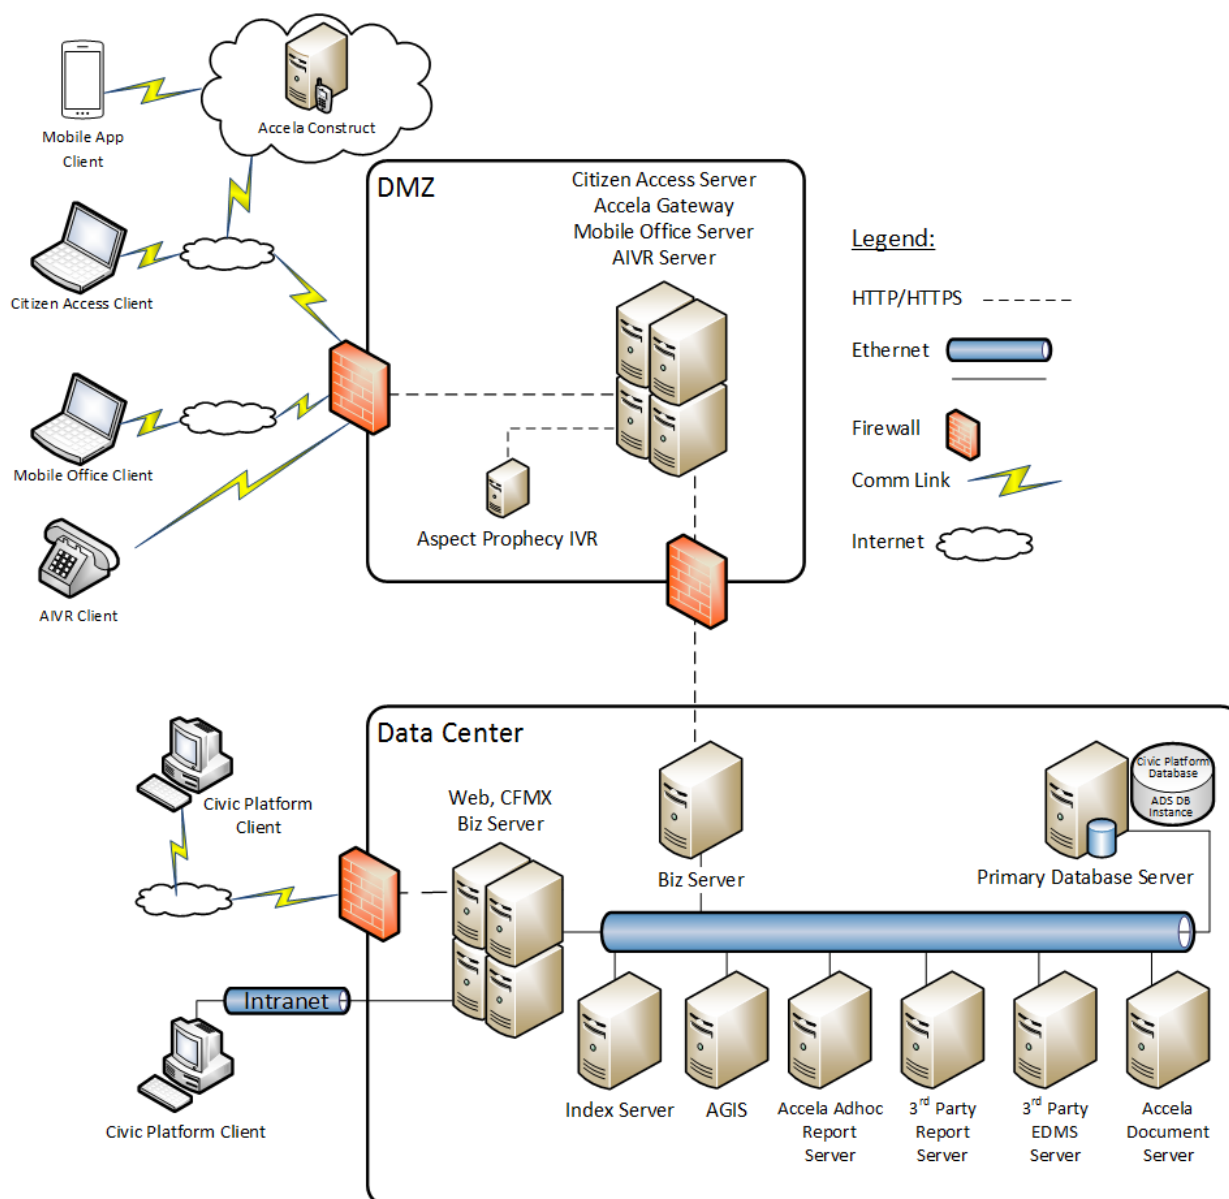 Accela Construct
Mobile App
Client
DMZ
Citizen Access Server
Accela Gateway
Mobile Office Server
AIVR Server
Legend:
HTTP/HTTPS
Ethernet
Firewall
Comm Link
Internet
Citizen Access Client
Mobile Office Client
Aspect Prophecy IVR
AIVR Client
Data Center
Civic Platform
Client
Web, CFMX
Biz Server
Biz Server
Civic Platform
Database
ADS DB
Instance
Primary Database Server
Intranet
Civic Platform Client
Index Server
AGIS
Accela Adhoc
Report
Server
3rd Party
Report
Server
3rd Party
EDMS
Server
Accela
Document
Server